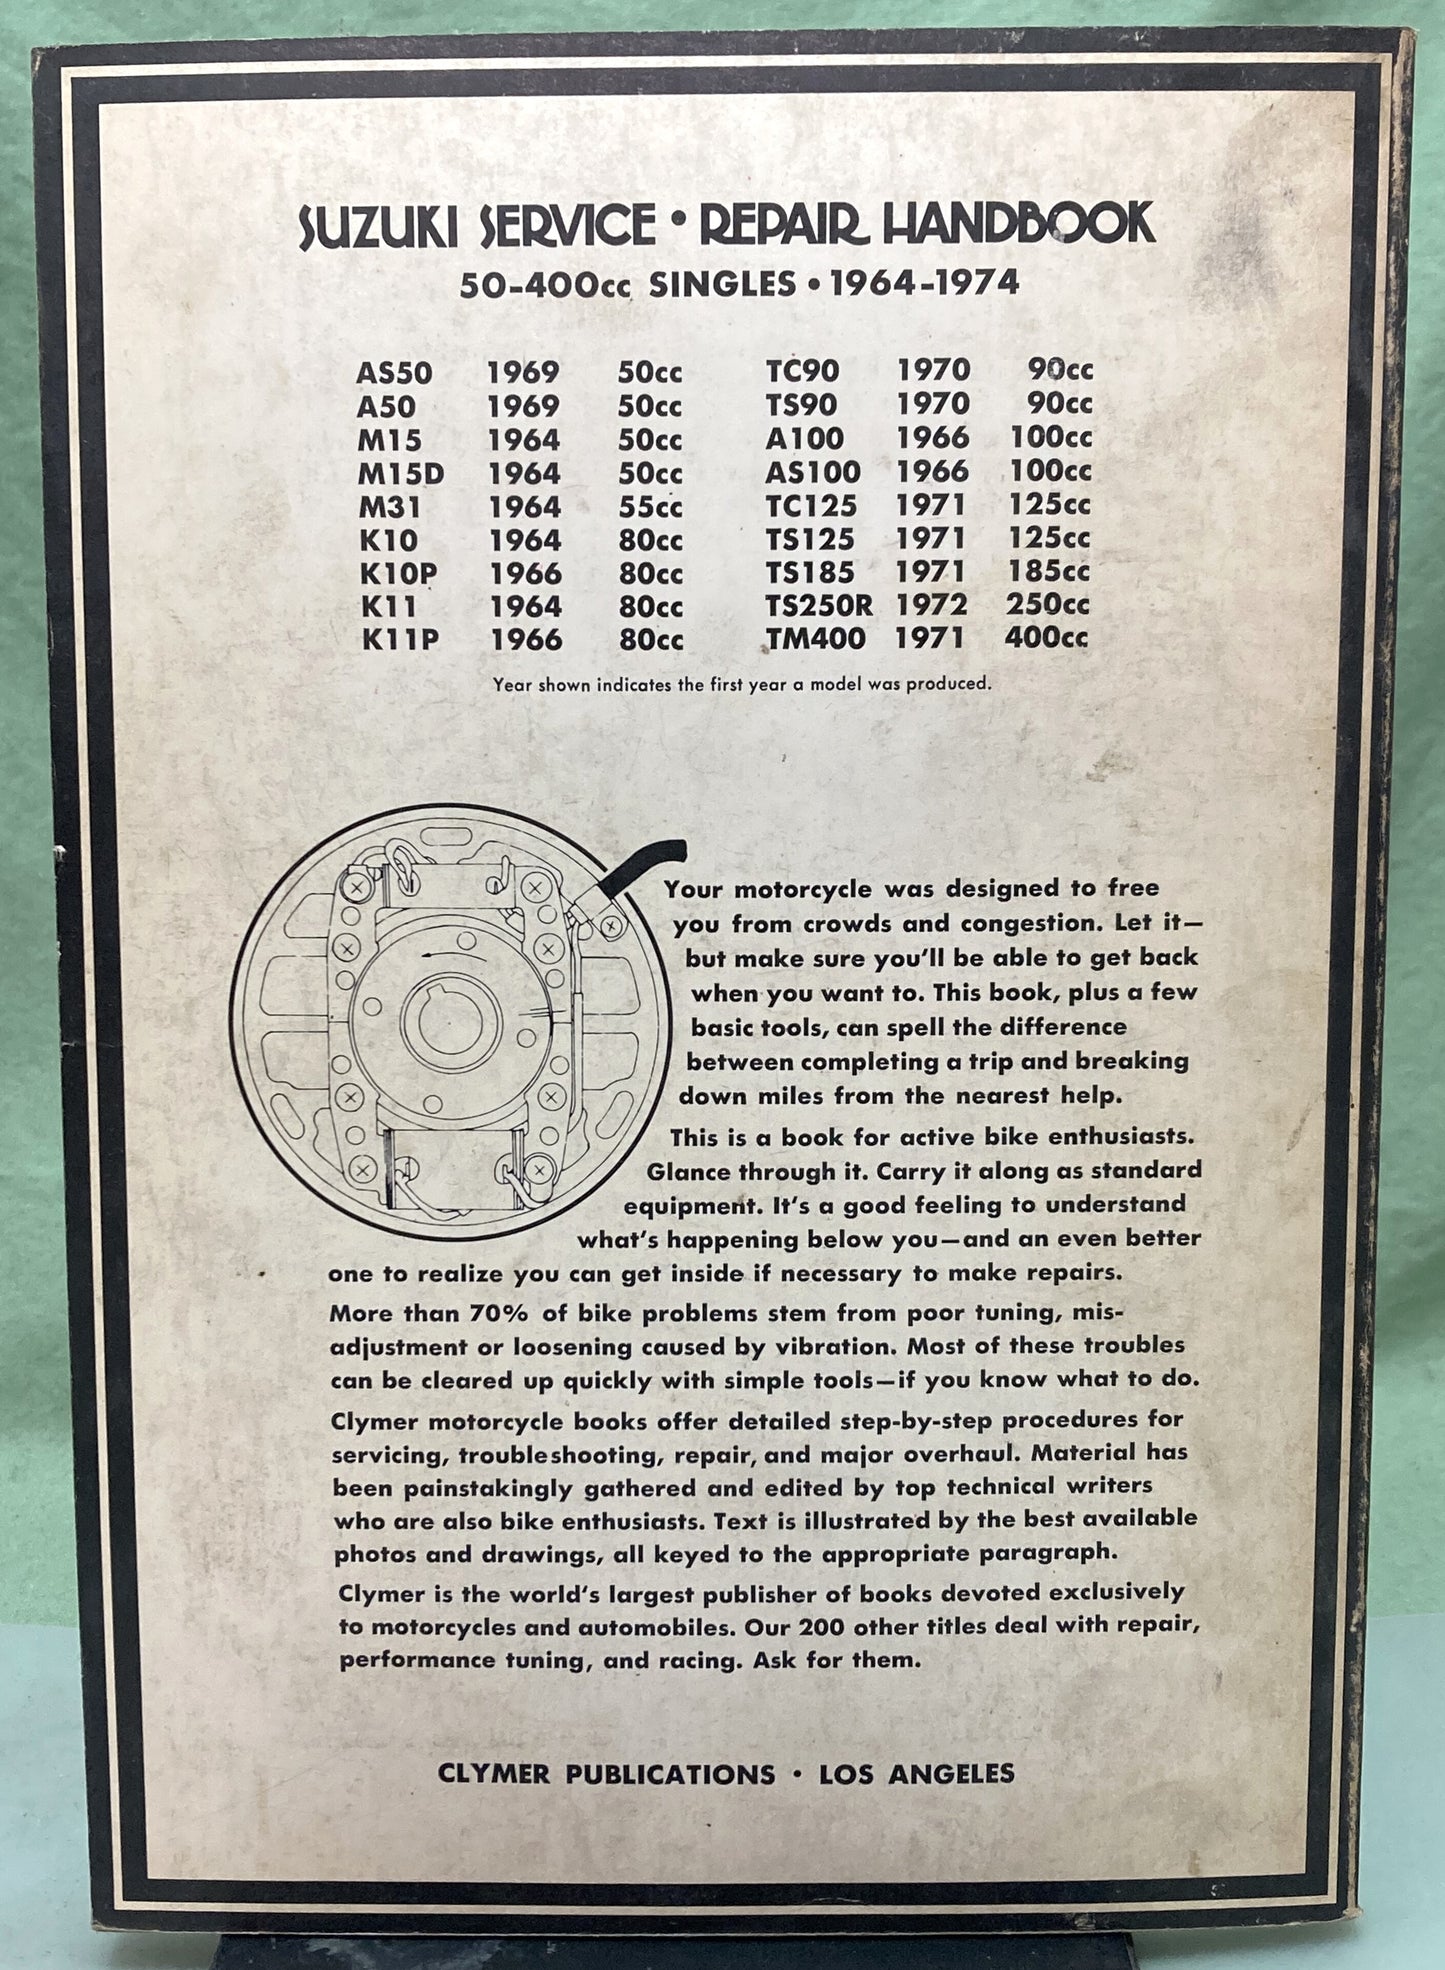 SUZUKI SERVICE • REPAIR HANDBOOK
50-400cc SINGLES • 1964-1974
AS50 1969 50cc TC90 1970 90cc
A50 1969 50cc TS90 1970 90cc
M15 1964 50cc A100 1966 100cc
M15D 1964 50cc AS100 1966 100cc
M31 1964 55cc TC125 1971 125cc
K10 1964 80cc TS125 1971 125cc
K10P 1966 80cc TS185 1971 185cc
K11 1964 80cc TS250R 1972 250cc
K11P 1966 80cc TM400 1971 400cc
Year shown indicates the first year a model was produced.
Your motorcycle was designed to free
you from crowds and congestion. Let it—
but make sure you'll be able to get back
when you want to. This book, plus a few
basic tools, can spell the difference
between completing a trip and breaking
down miles from the nearest help.
This is a book for active bike enthusiasts.
Glance through it. Carry it along as standard
equipment. It's a good feeling to understand
what's happening below you—and an even better
one to realize you can get inside if necessary to make repairs.
More than 70% of bike problems stem from poor tuning, mis-
adjustment or loosening caused by vibration. Most of these troubles
can be cleared up quickly with simple tools—if you know what to do.
Clymer motorcycle books offer detailed step-by-step procedures for
servicing, troubleshooting, repair, and major overhaul. Material has
been painstakingly gathered and edited by top technical writers
who are also bike enthusiasts. Text is illustrated by the best available
photos and drawings, all keyed to the appropriate paragraph.
Clymer is the world's largest publisher of books devoted exclusively
to motorcycles and automobiles. Our 200 other titles deal with repair,
performance tuning, and racing. Ask for them.
CLYMER PUBLICATIONS • LOS ANGELES